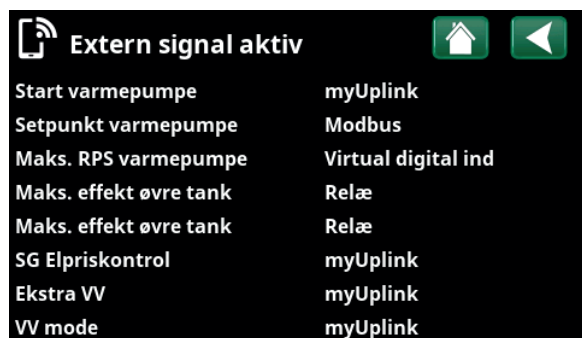 Extern signal aktiv
Start varmepumpe myUplink
Setpunkt varmepumpe Modbus
Maks. RPS varmepumpe Virtual digital ind
Maks. effekt øvre tank Relæ
Maks. effekt øvre tank Relæ
SG Elpriskontrol myUplink
Ekstra VV myUplink
VV mode myUplink